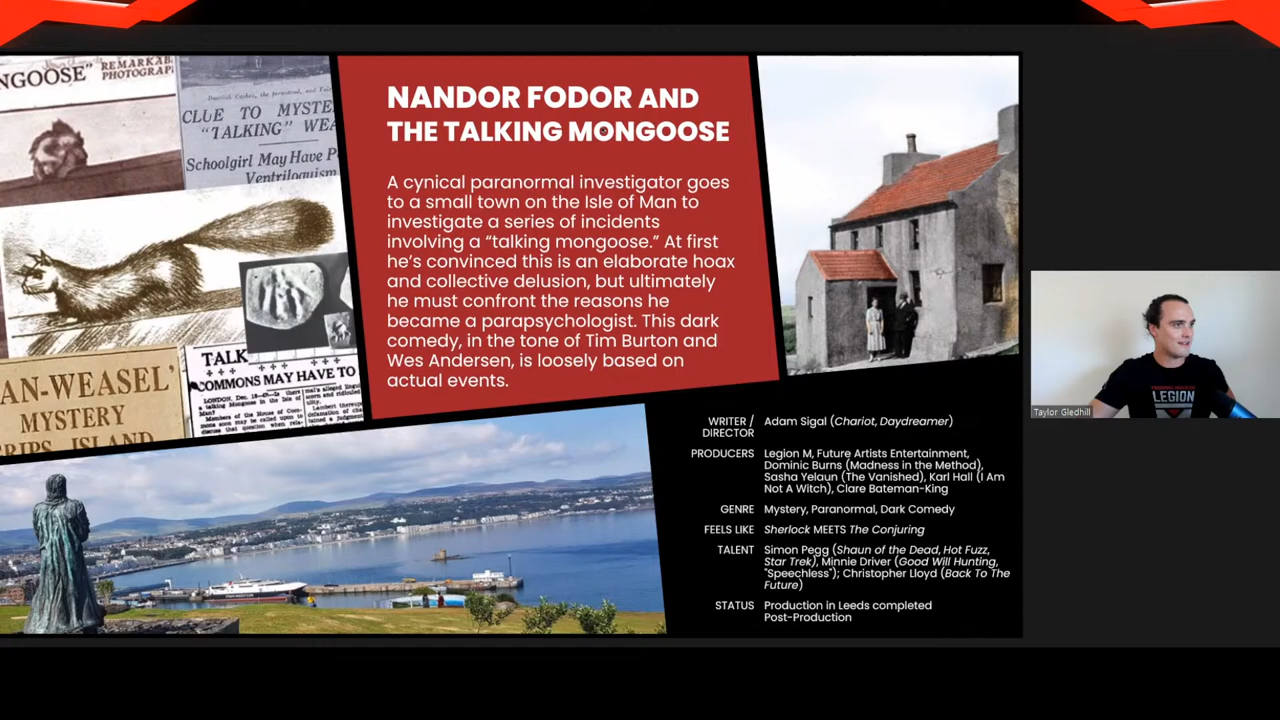 NGOOSE"
REMARKAB
PHOTOGRAPH
CLUE TO MYSTE
"TALKING" WEA
Schoolgirl May Have P
Ventriloquism
AN-WEASEL'
MYSTERY
GRIPS ISLAND
TALK
COMMONS MAY HAVE TO
NANDOR FODOR AND
THE TALKING MONGOOSE
A cynical paranormal investigator goes
to a small town on the Isle of Man to
investigate a series of incidents
involving a “talking mongoose.” At first
he’s convinced this is an elaborate hoax
and collective delusion, but ultimately
he must confront the reasons he
became a parapsychologist. This dark
comedy, in the tone of Tim Burton and
Wes Andersen, is loosely based on
actual events.
WRITER / DIRECTOR Adam Sigal (Chariot, Daydreamer)
PRODUCERS Legion M, Future Artists Entertainment,
Dominic Burns (Madness in the Method),
Sasha Yelaun (The Vanished), Karl Hall (I Am
Not A Witch), Clare Bateman-King
GENRE Mystery, Paranormal, Dark Comedy
FEELS LIKE Sherlock MEETS The Conjuring
TALENT Simon Pegg (Shaun of the Dead, Hot Fuzz,
Star Trek), Minnie Driver (Good Will Hunting,
"Speechless"); Christopher Lloyd (Back To The
Future)
STATUS Production in Leeds completed
Post-Production
LEGION
Taylor Gledhill